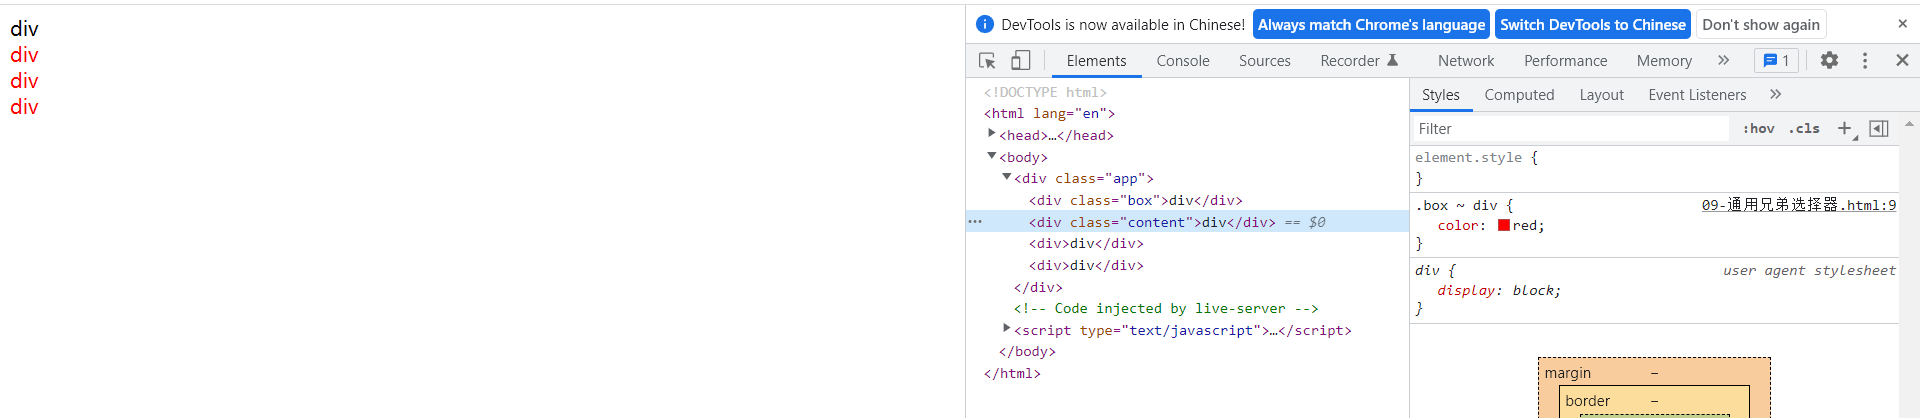 div
div
div
div
DevTools is now available in Chinese! Always match Chrome's language Switch DevTools to Chinese Don't show again ×
Elements Console Sources Recorder Network Performance Memory » 1
<!DOCTYPE html>
<html lang="en">
<head>…</head>
<body>
<div class="app">
<div class="box">div</div>
… <div class="content">div</div> == $0
<div>div</div>
<div>div</div>
</div>
<!-- Code injected by live-server -->
<script type="text/javascript">…</script>
</body>
</html>
Styles Computed Layout Event Listeners »
Filter :hov .cls +
element.style {
}
.box ~ div { 09-通用兄弟选择器.html:9
color: red;
}
div { user agent stylesheet
display: block;
}
margin –
border –